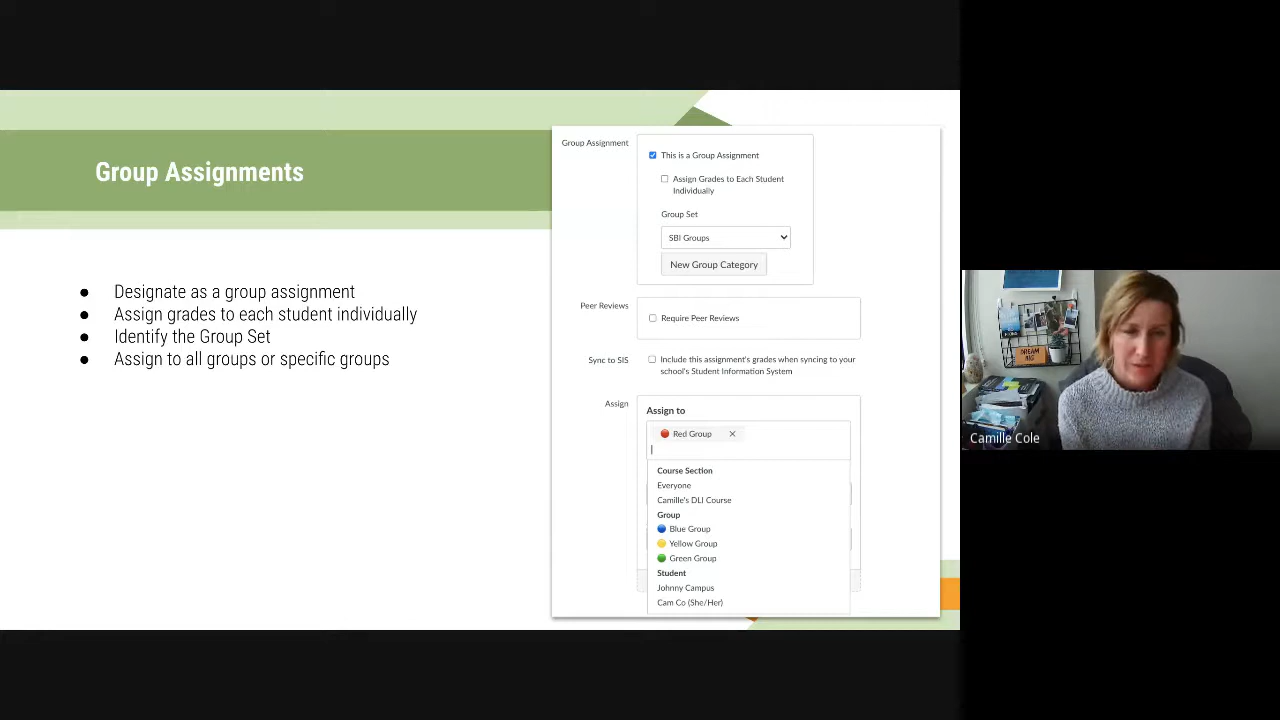 Group Assignments
● Designate as a group assignment
● Assign grades to each student individually
● Identify the Group Set
● Assign to all groups or specific groups
Group Assignment
This is a Group Assignment
Assign Grades to Each Student
Individually
Group Set
SBI Groups
New Group Category
Peer Reviews
Require Peer Reviews
Sync to SIS
Include this assignment's grades when syncing to your
school's Student Information System
Assign
Assign to
Red Group
Course Section
Everyone
Camille's DLI Course
Group
Blue Group
Yellow Group
Green Group
Student
Johnny Campus
Cam Co (She/Her)
DREAM
BIG
Camille Cole